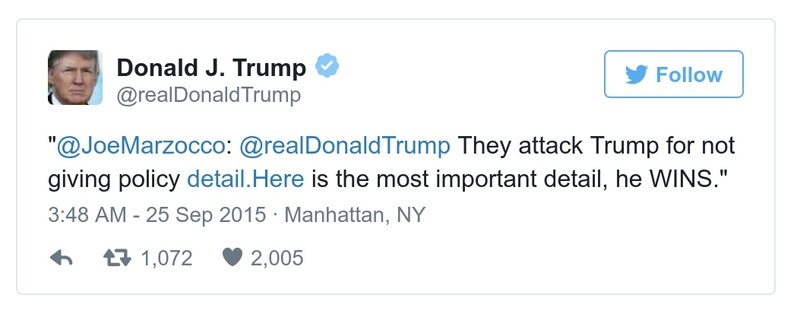 Donald J. Trump
@realDonaldTrump
Follow
"@JoeMarzocco: @realDonaldTrump They attack Trump for not
giving policy detail.Here is the most important detail, he WINS."
3:48 AM - 25 Sep 2015 · Manhattan, NY
1,072 2,005